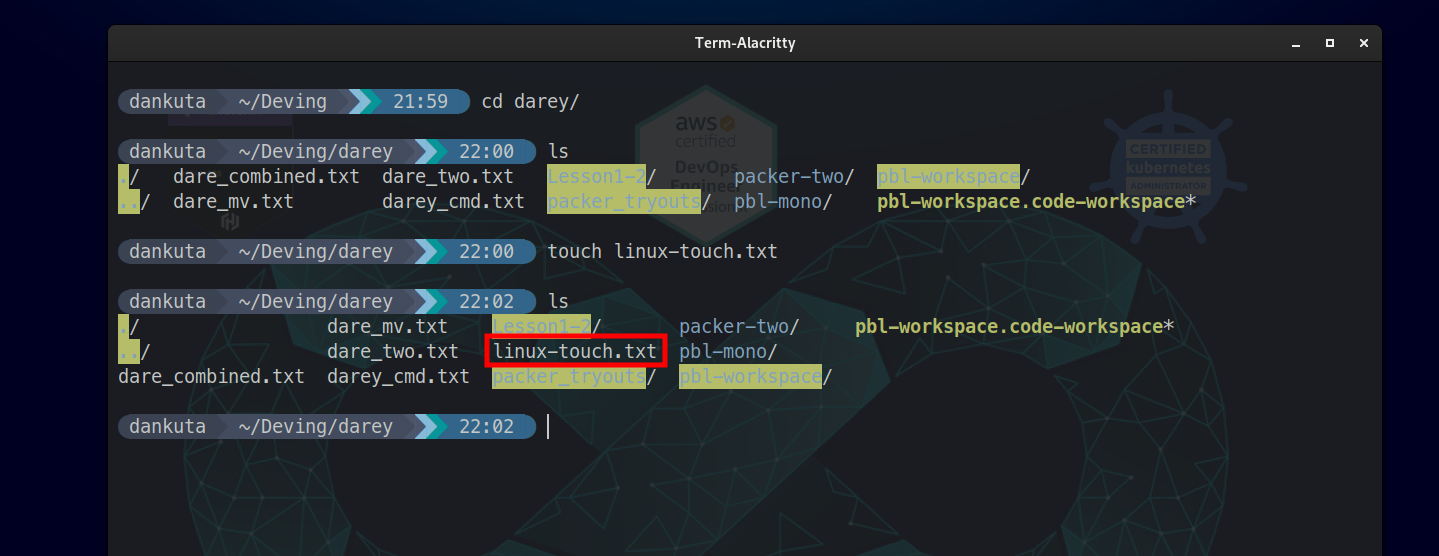 Term-Alacritty
dankuta ~/Deving 21:59 cd darey/
dankuta ~/Deving/darey 22:00 ls
./ dare_combined.txt dare_two.txt Lesson1-2/ packer-two/ pbl-workspace/
../ dare_mv.txt darey_cmd.txt packer_tryouts/ pbl-mono/ pbl-workspace.code-workspace*
dankuta ~/Deving/darey 22:00 touch linux-touch.txt
dankuta ~/Deving/darey 22:02 ls
./ dare_mv.txt Lesson1-2/ packer-two/ pbl-workspace.code-workspace*
../ dare_two.txt linux-touch.txt pbl-mono/
dare_combined.txt darey_cmd.txt packer_tryouts/ pbl-workspace/
dankuta ~/Deving/darey 22:02
aws
certified
DevOps
Engineer
CERTIFIED
kubernetes
ADMINISTRATOR